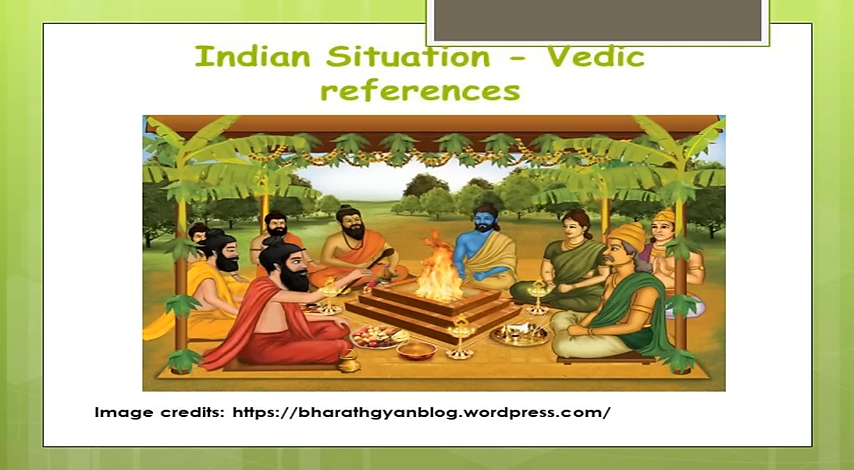 Indian Situation - Vedic
references
Image credits: https://bharathgyanblog.wordpress.com/